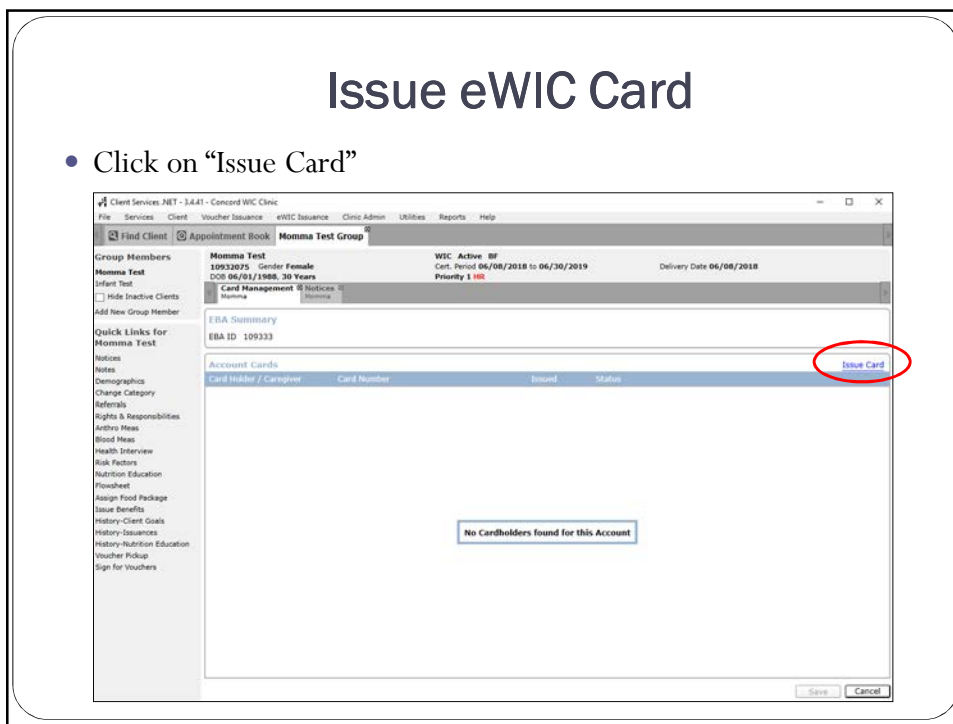 Issue eWIC Card
• Click on “Issue Card”
Client Services .NET - 3.4.41 - Concord WIC Clinic
File Services Client Voucher Issuance eWIC Issuance Clinic Admin Utilities Reports Help
Find Client Appointment Book Momma Test Group
Group Members
Momma Test
Infant Test
Hide Inactive Clients
Add New Group Member
Quick Links for
Momma Test
Notices
Notes
Demographics
Change Category
Referrals
Rights & Responsibilities
Anthro Meas
Blood Meas
Health Interview
Risk Factors
Nutrition Education
Flowsheet
Assign Food Package
Issue Benefits
History-Client Goals
History-Issuances
History-Nutrition Education
Voucher Pickup
Sign for Vouchers
Momma Test WIC Active BF
10932075 Gender Female Cert. Period 06/08/2018 to 06/30/2019 Delivery Date 06/08/2018
DOB 06/01/1988, 30 Years Priority 1 HR
Card Management Notices
Momma Momma
EBA Summary
EBA ID 109333
Account Cards Issue Card
Card Holder / Caregiver Card Number Issued Status
No Cardholders found for this Account
Save Cancel